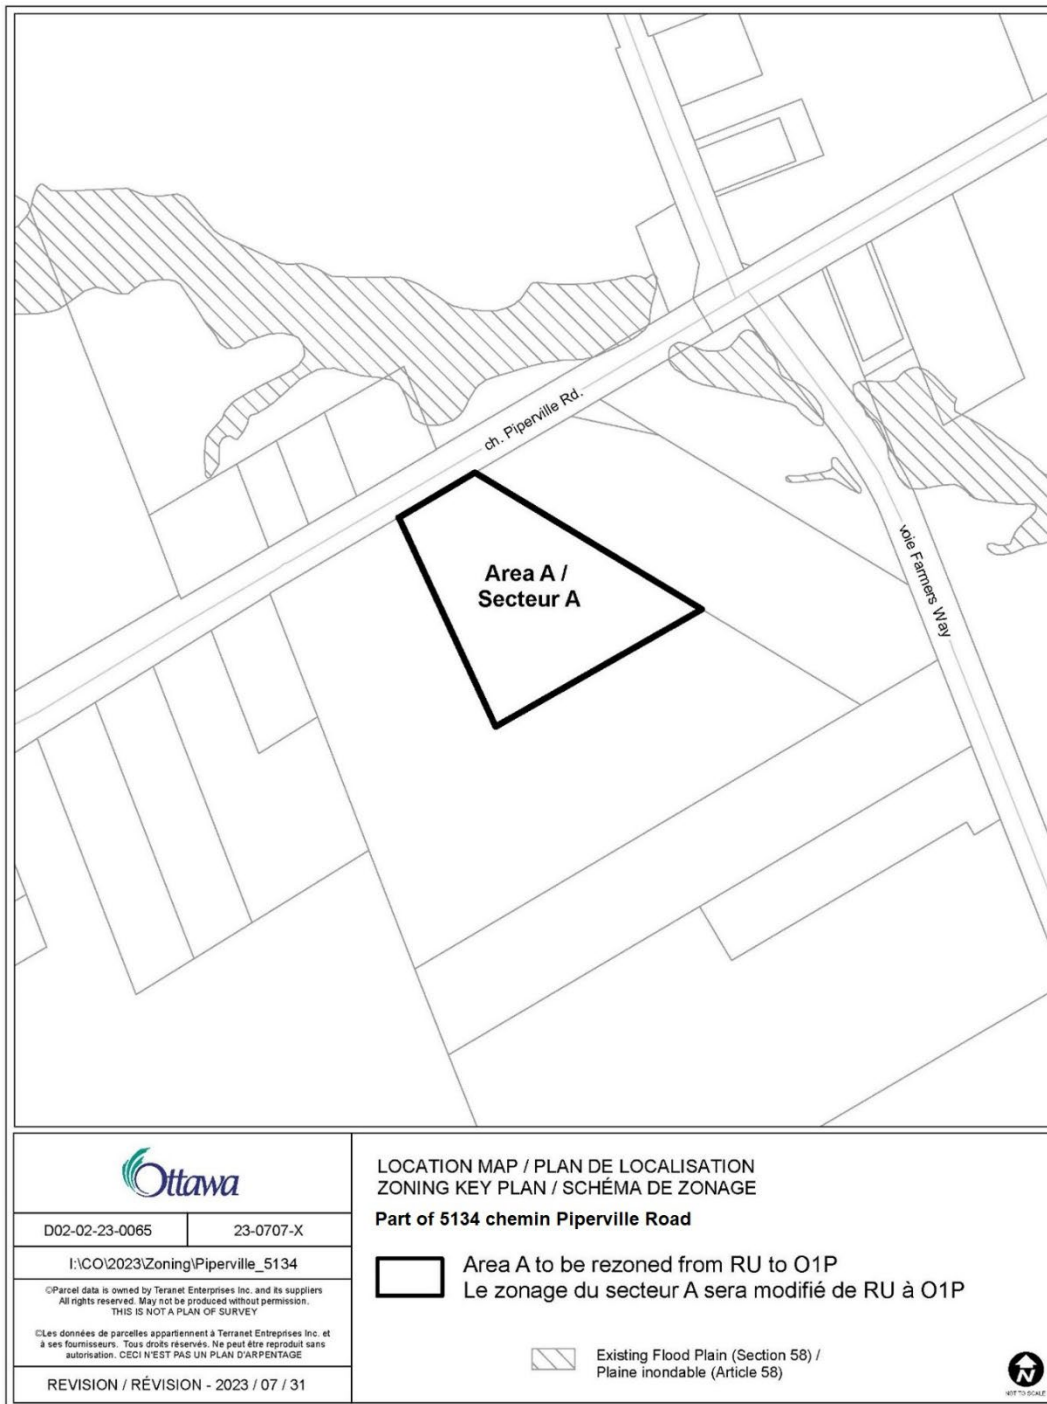 ch. Piperville Rd.
Area A /
Secteur A
voie Farmers Way
Ottawa
D02-02-23-0065
23-0707-X
I:\CO\2023\Zoning\Piperville_5134
©Parcel data is owned by Teranet Enterprises Inc. and its suppliers
All rights reserved. May not be produced without permission.
THIS IS NOT A PLAN OF SURVEY
©Les données de parcelles appartiennent à Terranet Entreprises Inc. et
à ses fournisseurs. Tous droits réservés. Ne peut être reproduit sans
autorisation. CECI N'EST PAS UN PLAN D'ARPENTAGE
REVISION / RÉVISION - 2023 / 07 / 31
LOCATION MAP / PLAN DE LOCALISATION
ZONING KEY PLAN / SCHÉMA DE ZONAGE
Part of 5134 chemin Piperville Road
Area A to be rezoned from RU to O1P
Le zonage du secteur A sera modifié de RU à O1P
Existing Flood Plain (Section 58) /
Plaine inondable (Article 58)
N
NOT TO SCALE